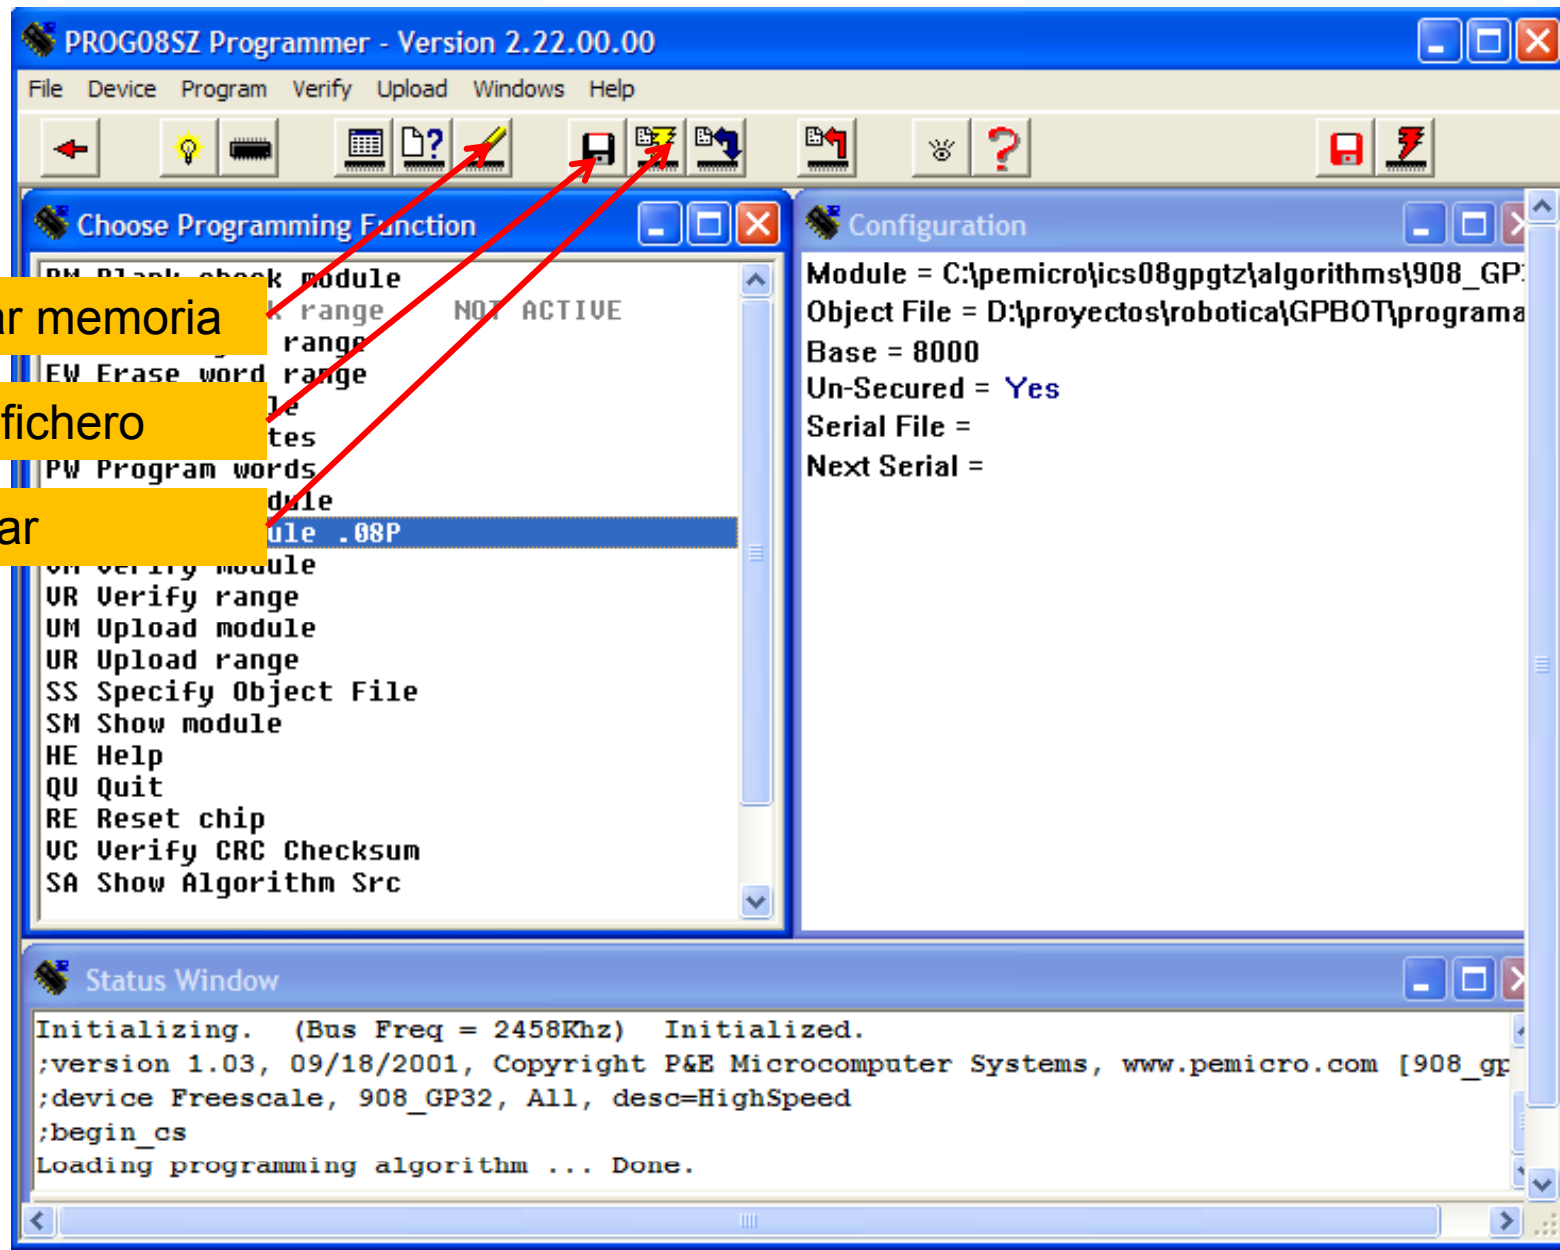 PROG08SZ Programmer - Version 2.22.00.00
File Device Program Verify Upload Windows Help
Choose Programming Function
module
range NOT ACTIVE
range
EW Erase word range
PW Program words
.08P
Verify module
VR Verify range
UM Upload module
UR Upload range
SS Specify Object File
SM Show module
HE Help
QU Quit
RE Reset chip
VC Verify CRC Checksum
SA Show Algorithm Src
ar memoria
fichero
ar
Configuration
Module = C:\pemicro\ics08gpgtz\algorithms\908_GP
Object File = D:\proyectos\robotica\GPBOT\programa
Base = 8000
Un-Secured = Yes
Serial File =
Next Serial =
Status Window
Initializing. (Bus Freq = 2458Khz) Initialized.
;version 1.03, 09/18/2001, Copyright P&E Microcomputer Systems, www.pemicro.com [908_gp
;device Freescale, 908_GP32, All, desc=HighSpeed
;begin_cs
Loading programming algorithm ... Done.